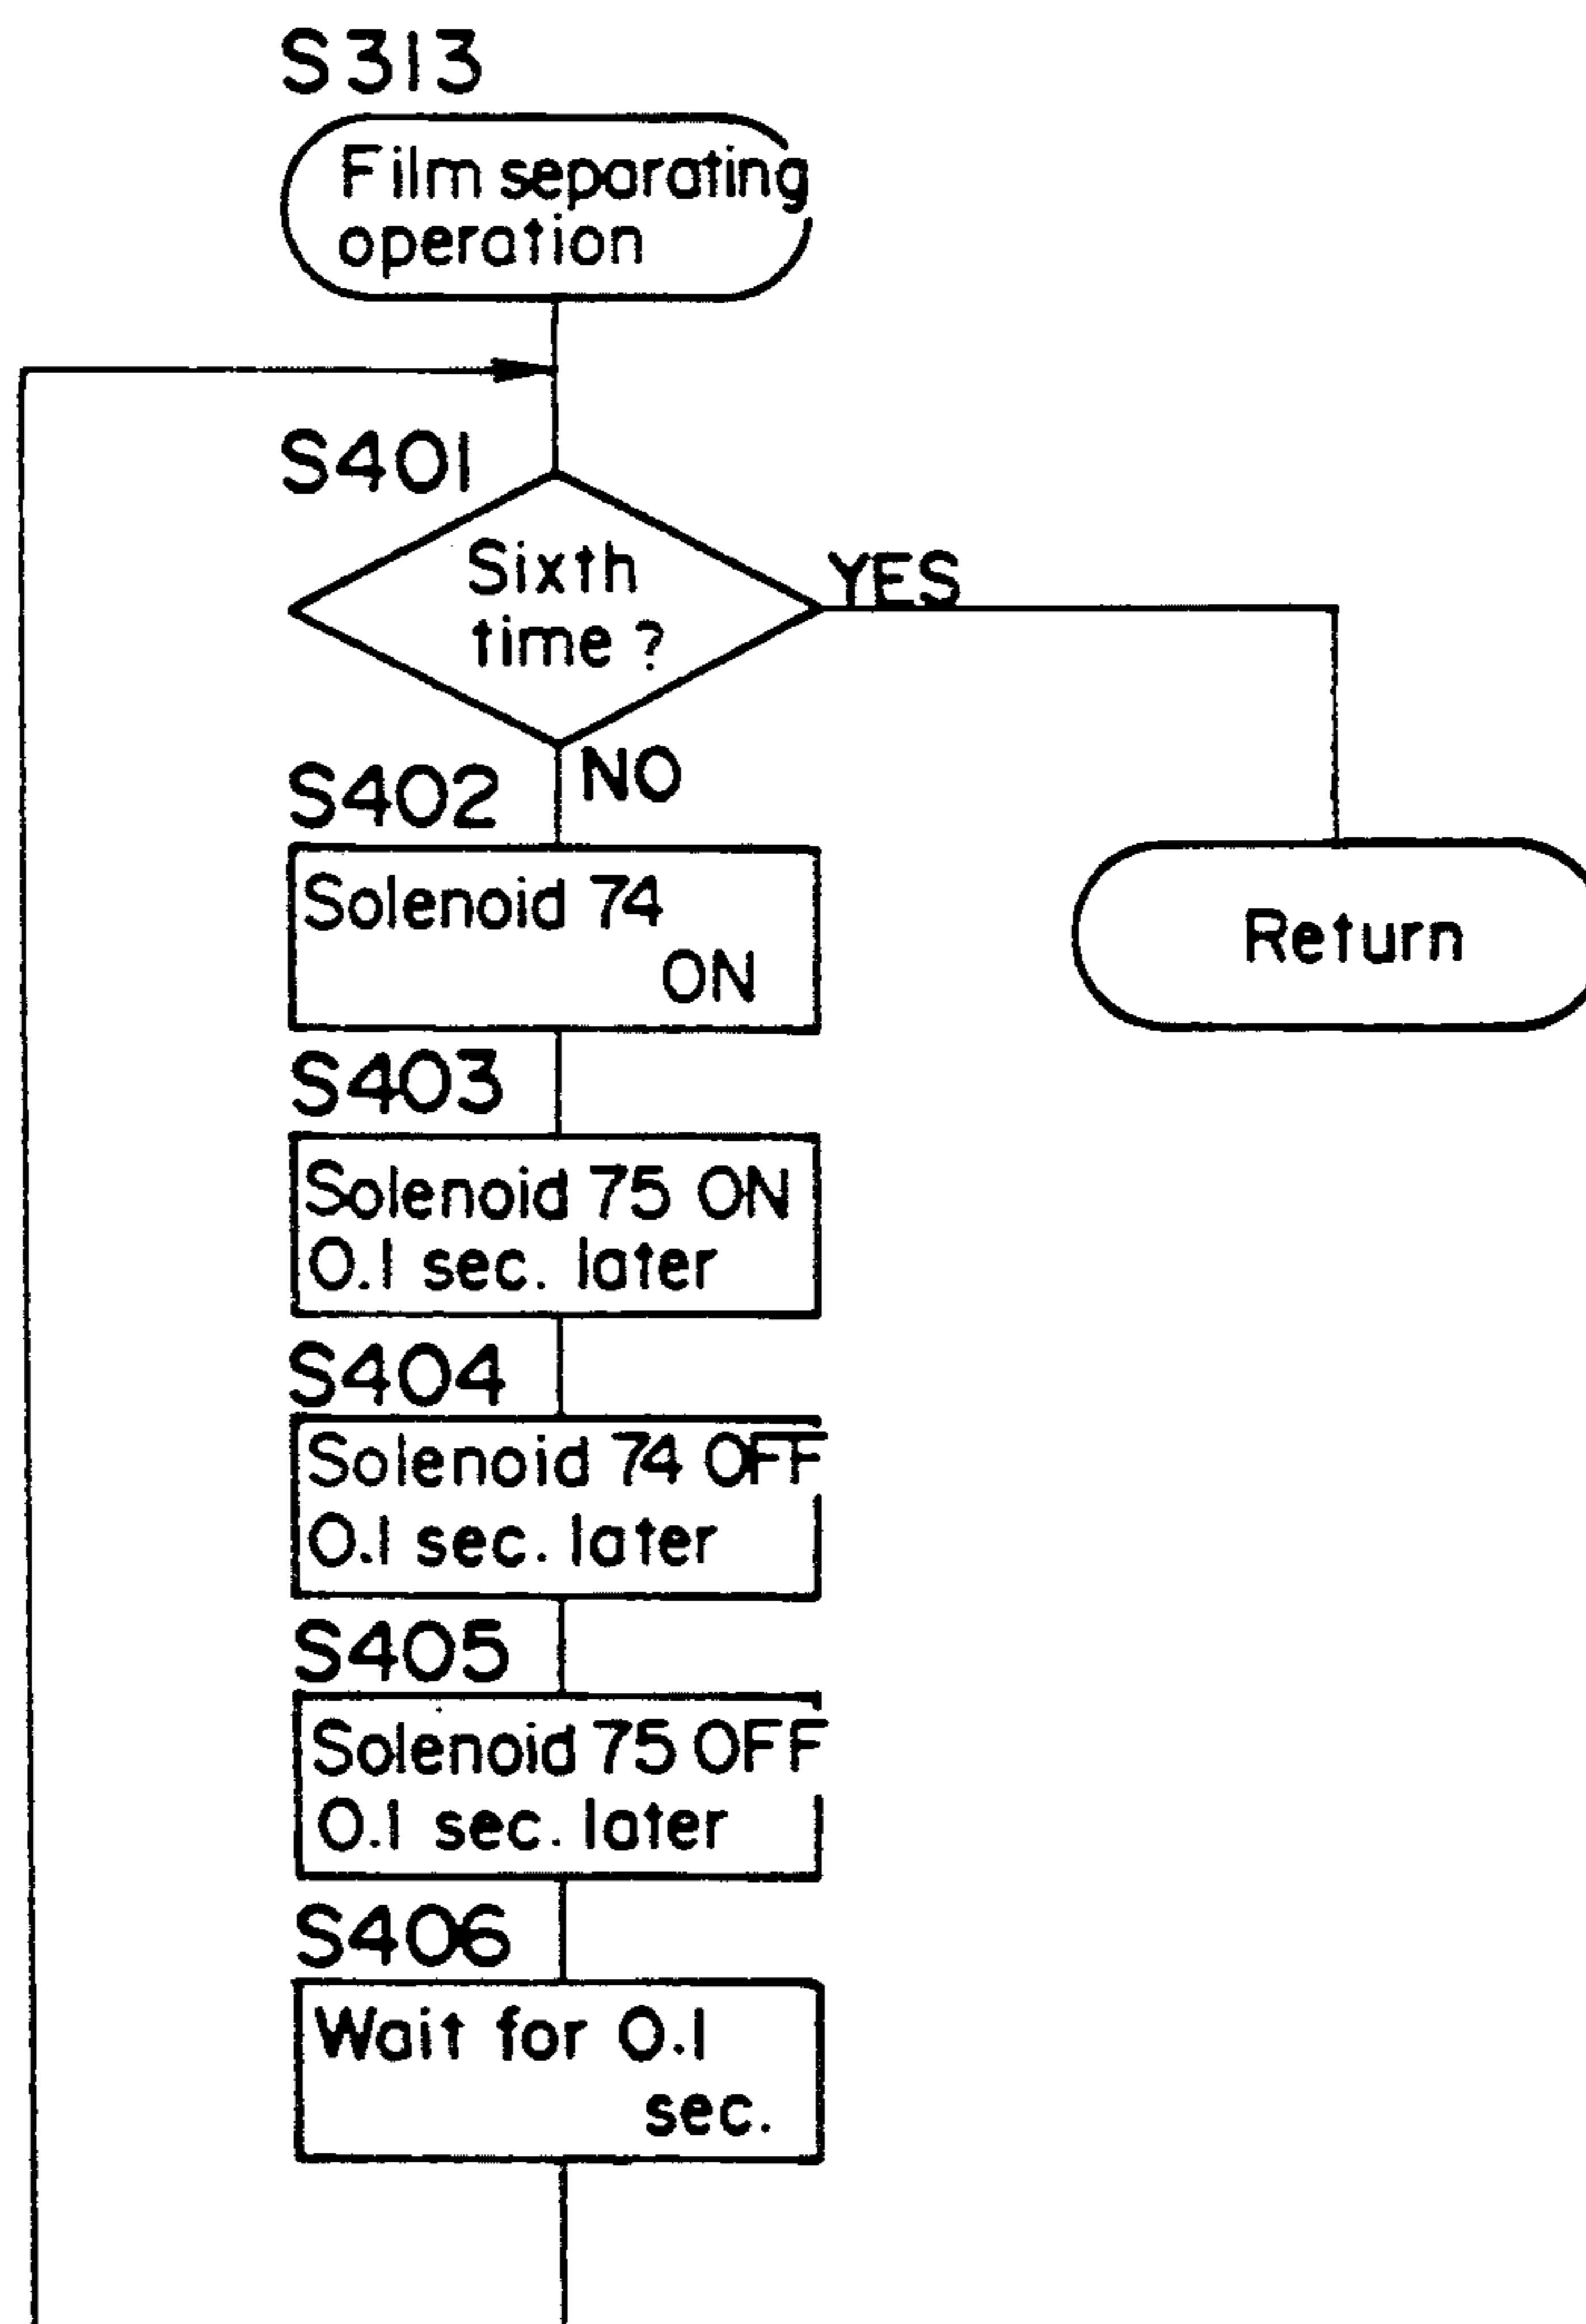 S313
Film separating
operation
S401
Sixth
time ?
YES
NO
S402
Solenoid 74
ON
Return
S403
Solenoid 75 ON
0.1 sec. later
S404
Solenoid 74 OFF
0.1 sec. later
S405
Solenoid 75 OFF
0.1 sec. later
S406
Wait for 0.1
sec.